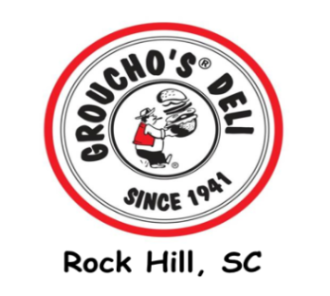 GROUCHO'S® DELI
SINCE 1941
®
Rock Hill, SC